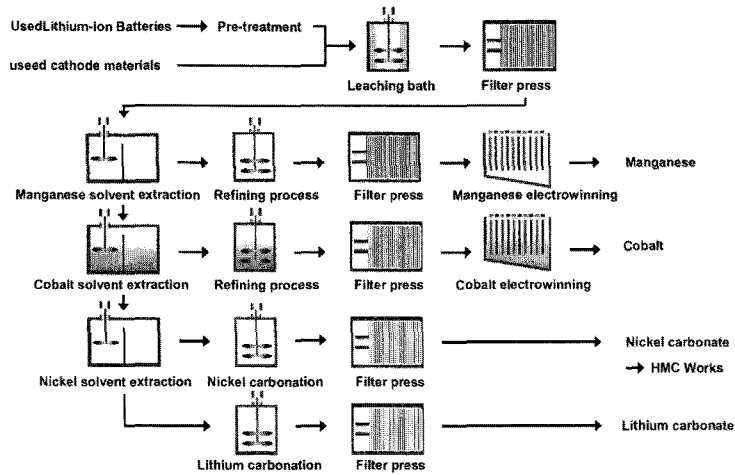 UsedLithium-ion Batteries
Pre-treatment
useed cathode materials
Leaching bath
Filter press
Manganese solvent extraction
Refining process
Filter press
Manganese electrowinning
Manganese
Cobalt solvent extraction
Refining process
Filter press
Cobalt electrowinning
Cobalt
Nickel solvent extraction
Nickel carbonation
Filter press
Nickel carbonate
HMC Works
Lithium carbonation
Filter press
Lithium carbonate